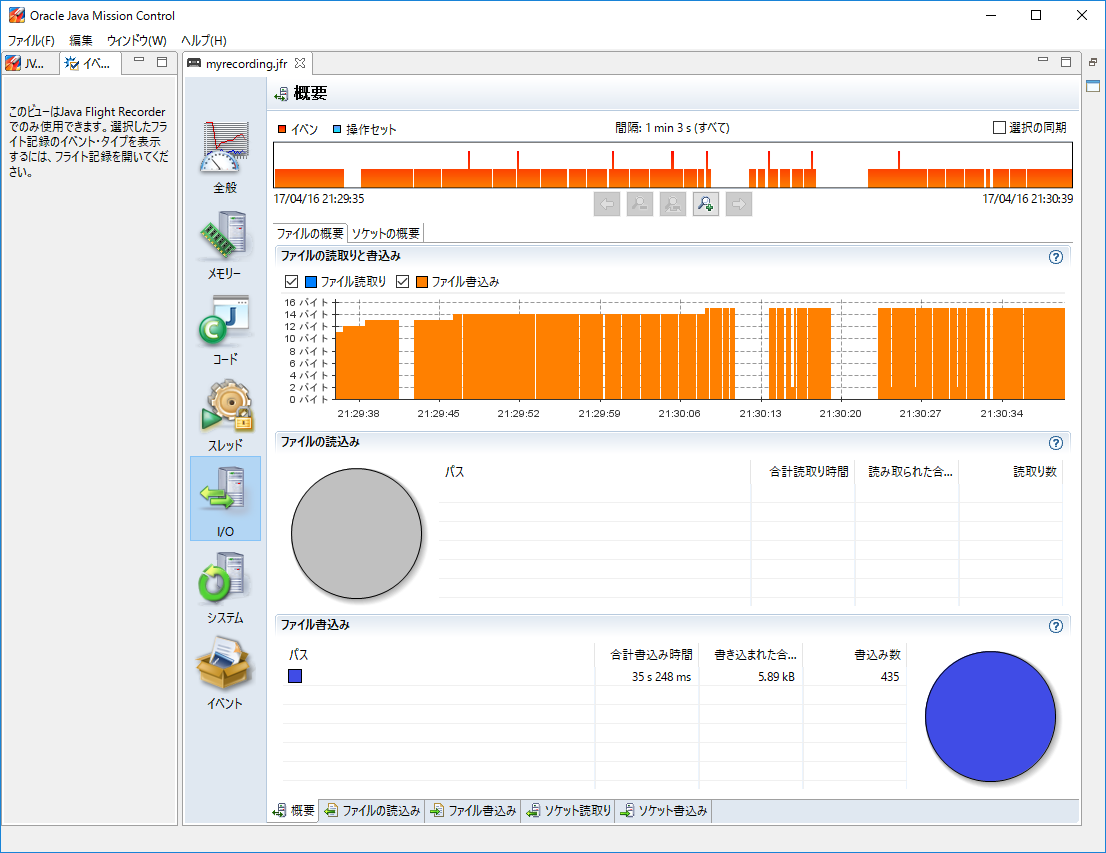 Oracle Java Mission Control
ファイル(F) 編集 ウィンドウ(W) ヘルプ(H)
JV... イベ... myrecording.jfr
このビューはJava Flight Recorder
でのみ使用できます。選択したフラ
イト記録のイベント・タイプを表示
するには、フライト記録を開いてくだ
さい。
全般
メモリー
コード
スレッド
I/O
システム
イベント
概要
イベン 操作セット 間隔: 1 min 3 s (すべて) 選択の同期
17/04/16 21:29:35 17/04/16 21:30:39
ファイルの概要 ソケットの概要
ファイルの読取りと書込み
ファイル読取り ファイル書込み
16 バイト
14 バイト
12 バイト
10 バイト
8 バイト
6 バイト
4 バイト
2 バイト
0 バイト
21:29:38 21:29:45 21:29:52 21:29:59 21:30:06 21:30:13 21:30:20 21:30:27 21:30:34
ファイルの読込み
パス 合計読取り時間 読み取られた合... 読取り数
ファイル書込み
パス 合計書込み時間 書き込まれた合... 書込み数
35 s 248 ms 5.89 kB 435
概要 ファイルの読込み ファイル書込み ソケット読取り ソケット書込み